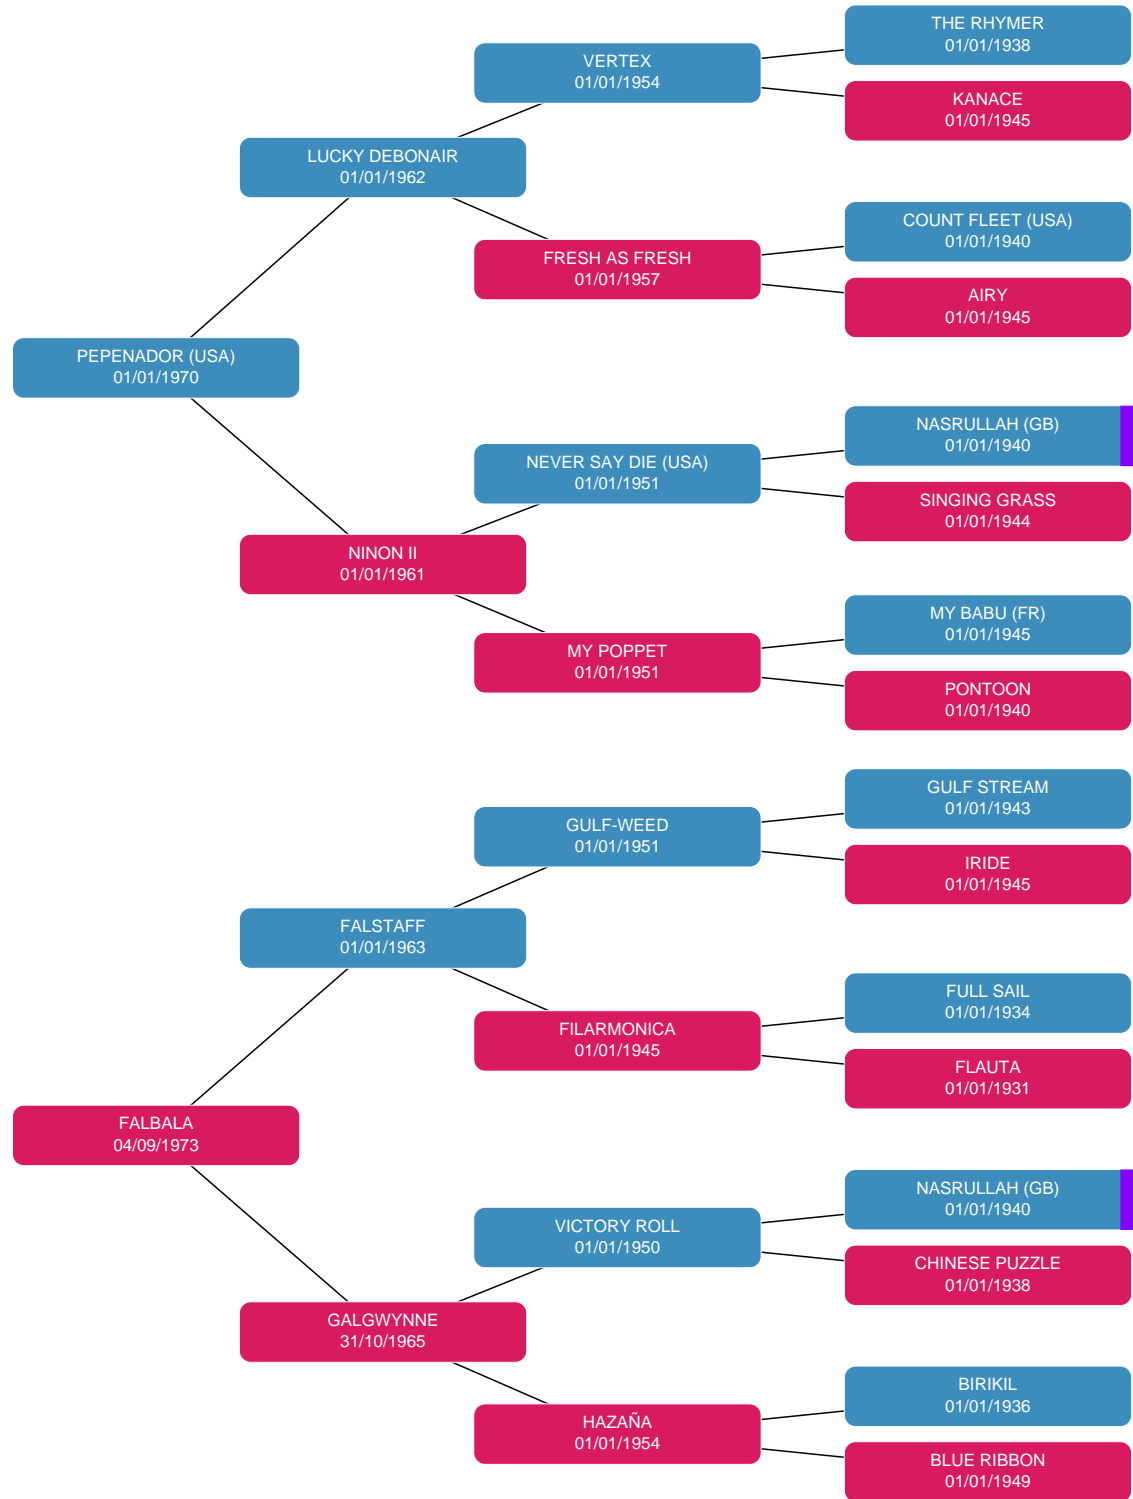 THE RHYMER
01/01/1938
VERTEX
01/01/1954
KANACE
01/01/1945
LUCKY DEBONAIR
01/01/1962
COUNT FLEET (USA)
01/01/1940
FRESH AS FRESH
01/01/1957
AIRY
01/01/1945
PEPENADOR (USA)
01/01/1970
NASRULLAH (GB)
01/01/1940
NEVER SAY DIE (USA)
01/01/1951
SINGING GRASS
01/01/1944
NINON II
01/01/1961
MY BABU (FR)
01/01/1945
MY POPPET
01/01/1951
PONTOON
01/01/1940
GULF STREAM
01/01/1943
GULF-WEED
01/01/1951
IRIDE
01/01/1945
FALSTAFF
01/01/1963
FULL SAIL
01/01/1934
FILARMONICA
01/01/1945
FLAUTA
01/01/1931
FALBALA
04/09/1973
NASRULLAH (GB)
01/01/1940
VICTORY ROLL
01/01/1950
CHINESE PUZZLE
01/01/1938
GALGWYNNE
31/10/1965
BIRIKIL
01/01/1936
HAZAÑA
01/01/1954
BLUE RIBBON
01/01/1949